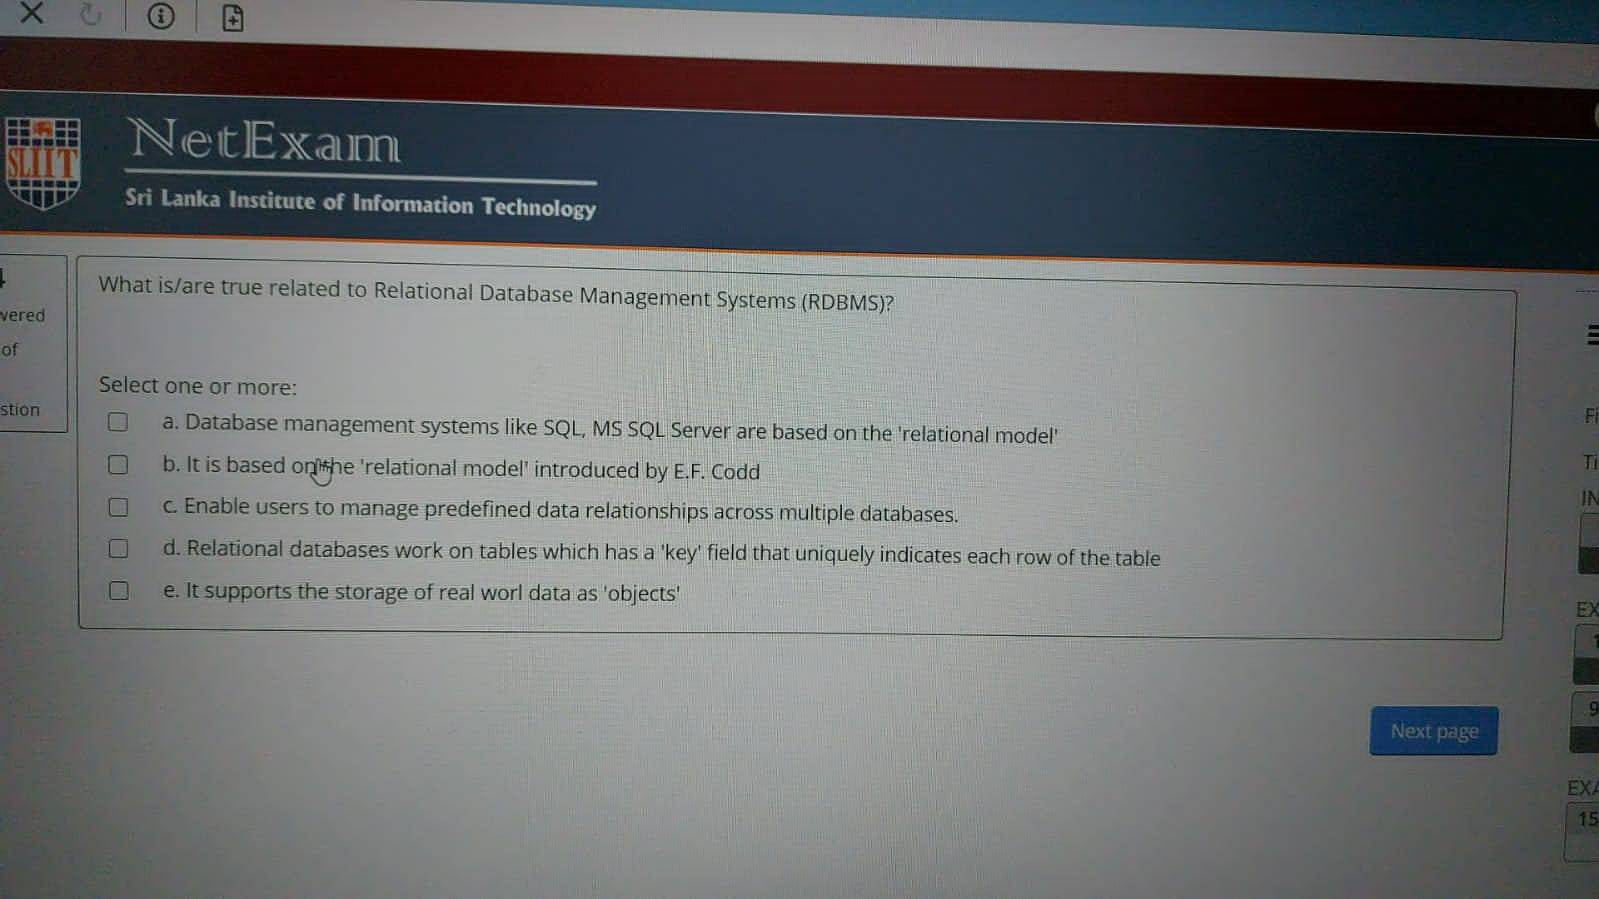 SLIIT
NetExam
Sri Lanka Institute of Information Technology
vered
of
stion
What is/are true related to Relational Database Management Systems (RDBMS)?
Select one or more:
a. Database management systems like SQL, MS SQL Server are based on the 'relational model'
b. It is based on the 'relational model' introduced by E.F. Codd
c. Enable users to manage predefined data relationships across multiple databases.
d. Relational databases work on tables which has a 'key' field that uniquely indicates each row of the table
e. It supports the storage of real worl data as 'objects'
Next page
Fi
Ti
IN
EX
1
9
EXA
15